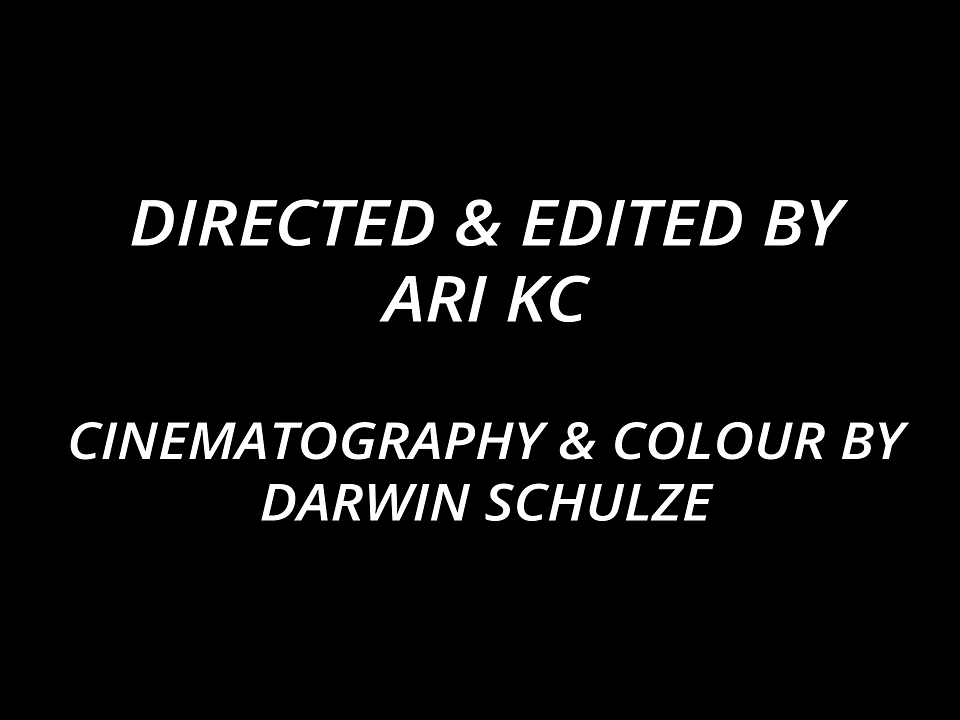 DIRECTED & EDITED BY
ARI KC
CINEMATOGRAPHY & COLOUR BY
DARWIN SCHULZE